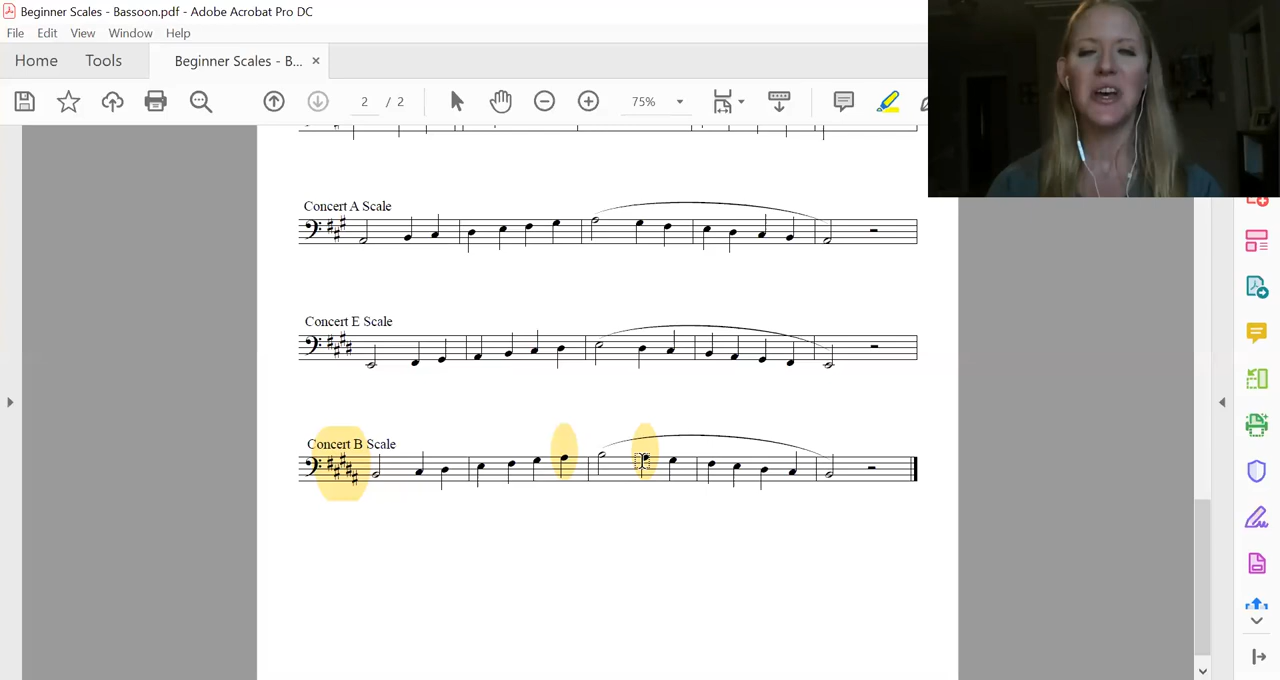 Beginner Scales - Bassoon.pdf - Adobe Acrobat Pro DC
File Edit View Window Help
Home Tools Beginner Scales - B... ×
2 / 2 75%
Concert A Scale
Concert E Scale
Concert B Scale